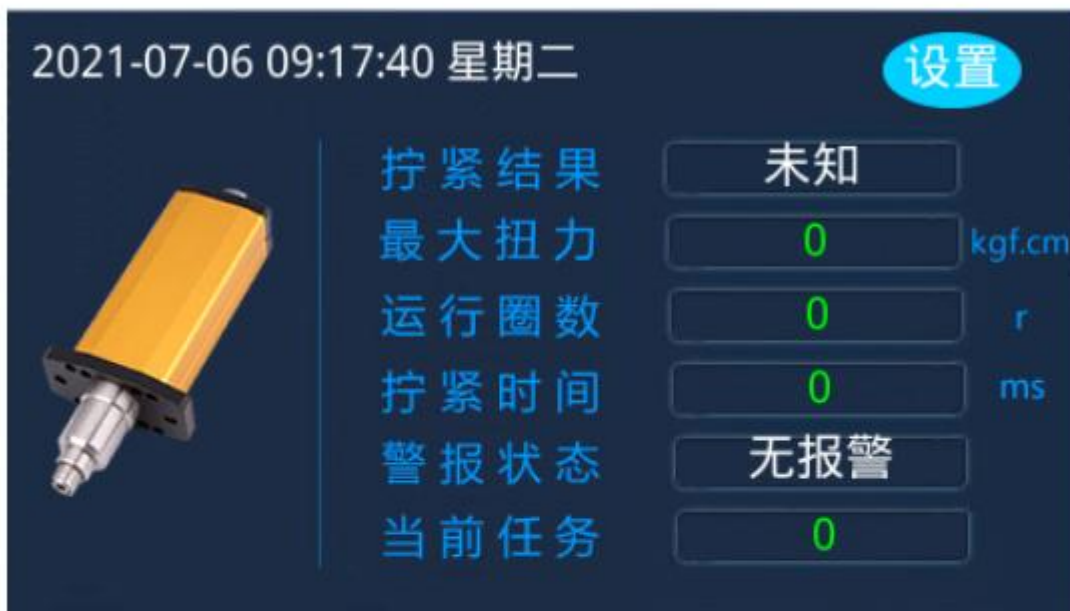 2021-07-06 09:17:40 星期二
设置
拧紧结果 未知
最大扭力 0 kgf.cm
运行圈数 0 r
拧紧时间 0 ms
警报状态 无报警
当前任务 0